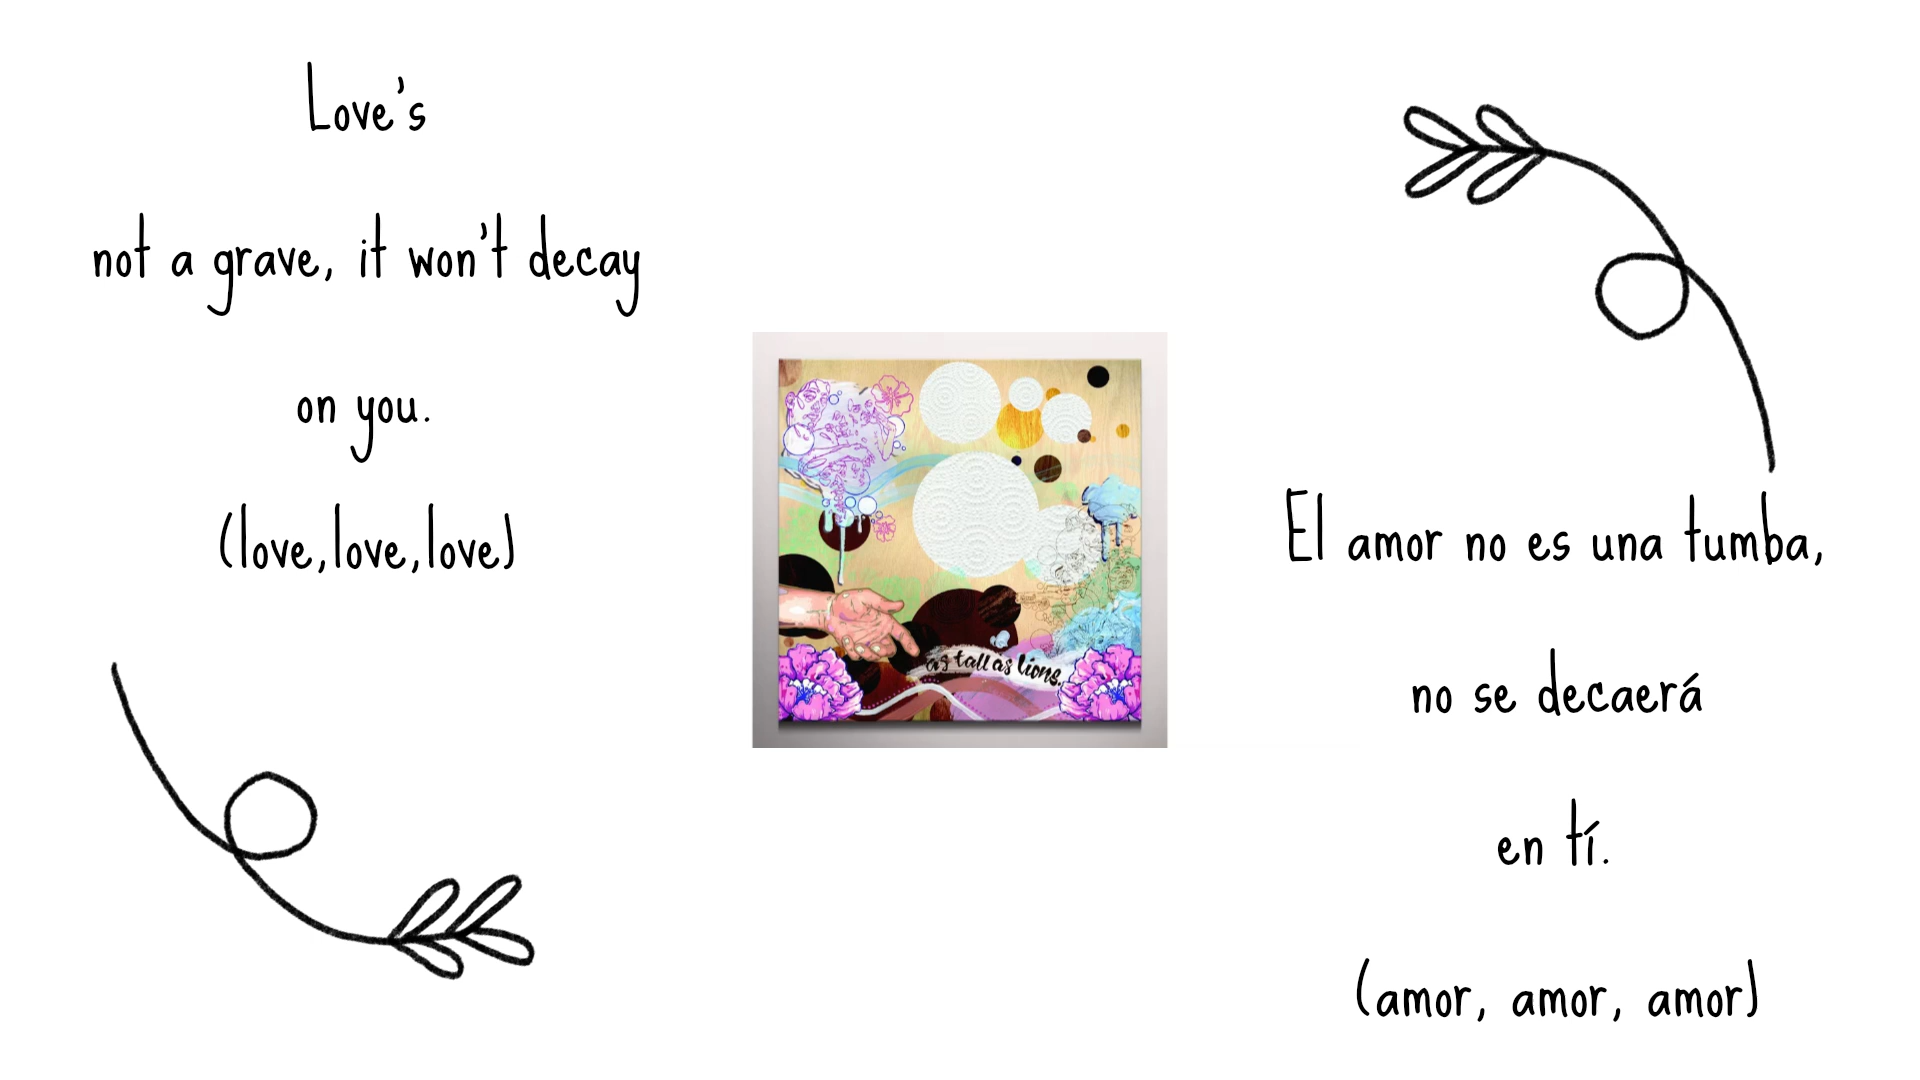 Love's
not a grave, it won't decay
on you.
(love,love,love)
as tall as lions.
El amor no es una tumba,
no se decaerá
en tí.
(amor, amor, amor)